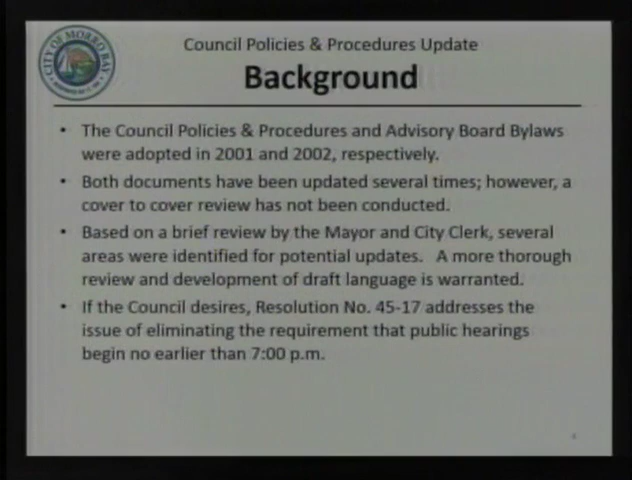 CITY OF MORRO BAY
Council Policies & Procedures Update
Background
• The Council Policies & Procedures and Advisory Board Bylaws
were adopted in 2001 and 2002, respectively.
• Both documents have been updated several times; however, a
cover to cover review has not been conducted.
• Based on a brief review by the Mayor and City Clerk, several
areas were identified for potential updates. A more thorough
review and development of draft language is warranted.
• If the Council desires, Resolution No. 45-17 addresses the
issue of eliminating the requirement that public hearings
begin no earlier than 7:00 p.m.